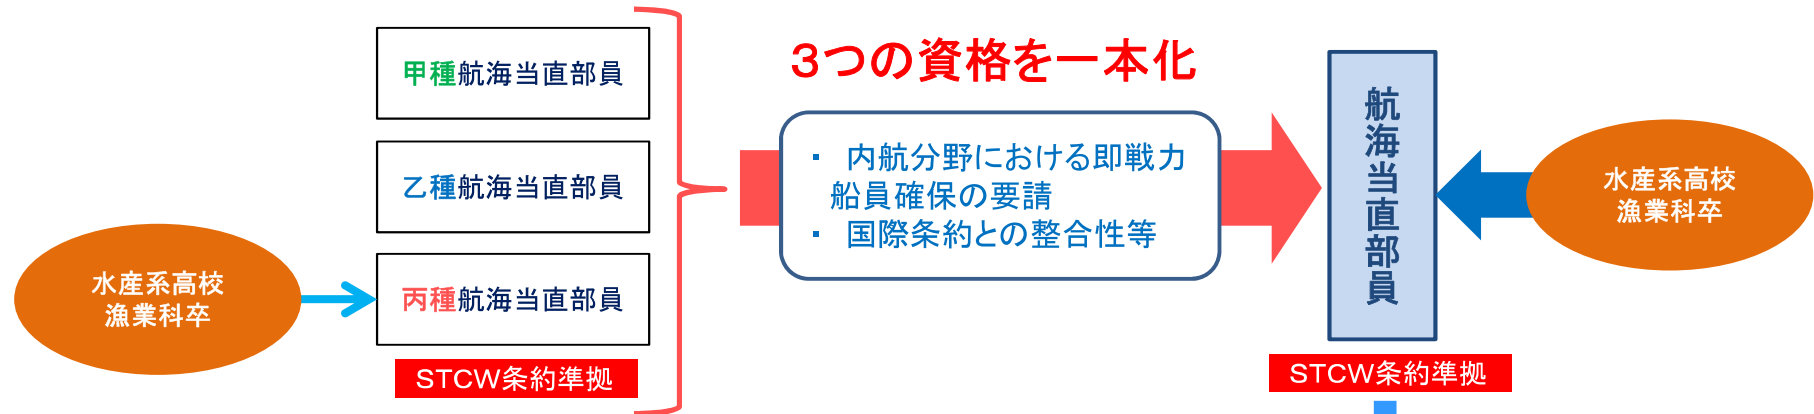 甲種航海当直部員
乙種航海当直部員
丙種航海当直部員
水産系高校
漁業科卒
STCW条約準拠
3つの資格を一本化
・ 内航分野における即戦力
船員確保の要請
・ 国際条約との整合性等
航海当直部員
水産系高校
漁業科卒
STCW条約準拠